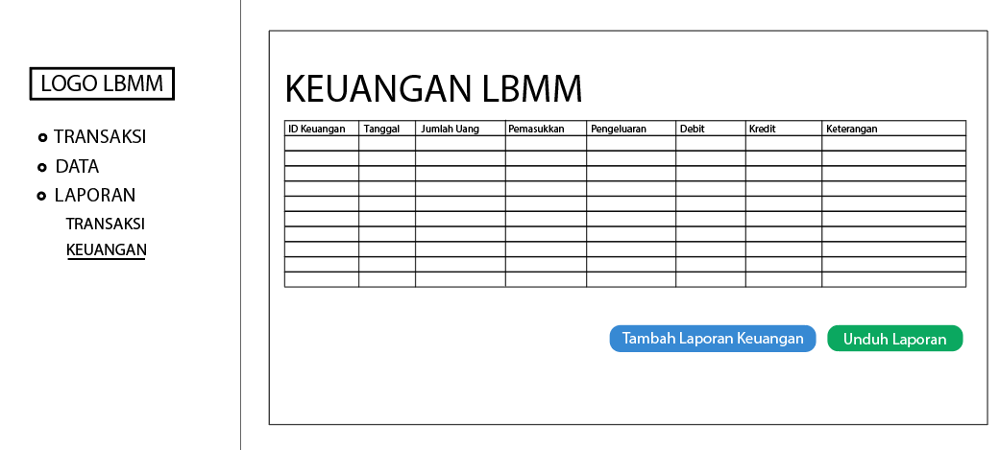 LOGO LBMM
TRANSAKSI
DATA
LAPORAN
TRANSAKSI
KEUANGAN
KEUANGAN LBMM
ID Keuangan Tanggal Jumlah Uang Pemasukkan Pengeluaran Debit Kredit Keterangan
Tambah Laporan Keuangan Unduh Laporan